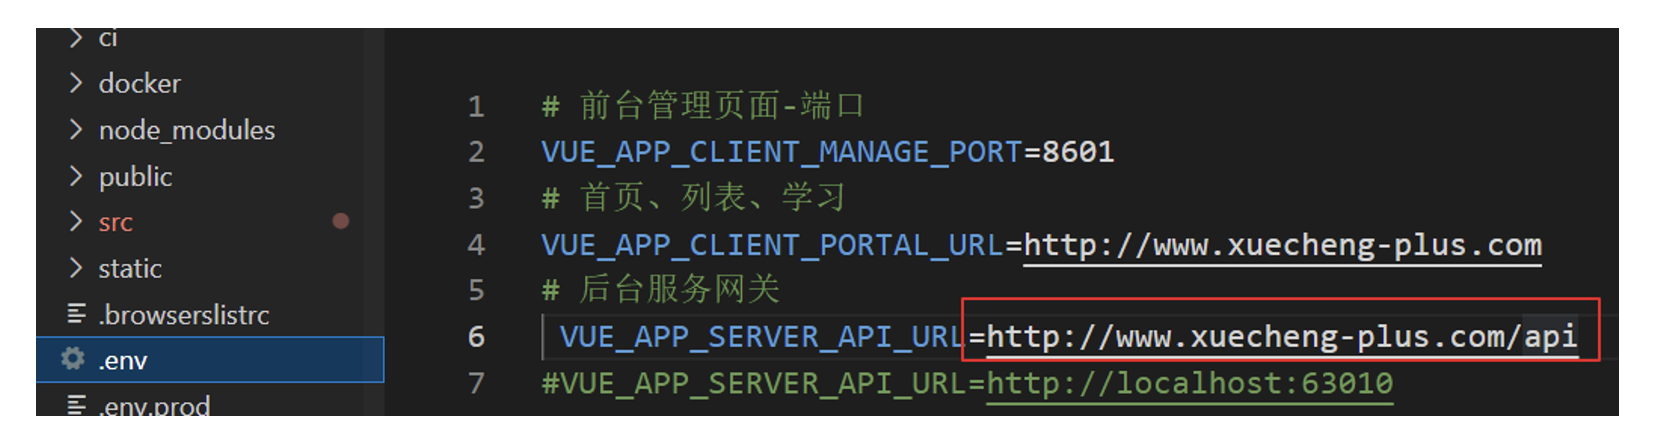 ci
docker
node_modules
public
src
static
.browserslistrc
.env
.env.prod
1 # 前台管理页面-端口
2 VUE_APP_CLIENT_MANAGE_PORT=8601
3 # 首页、列表、学习
4 VUE_APP_CLIENT_PORTAL_URL=http://www.xuecheng-plus.com
5 # 后台服务网关
6 VUE_APP_SERVER_API_URL=http://www.xuecheng-plus.com/api
7 #VUE_APP_SERVER_API_URL=http://localhost:63010